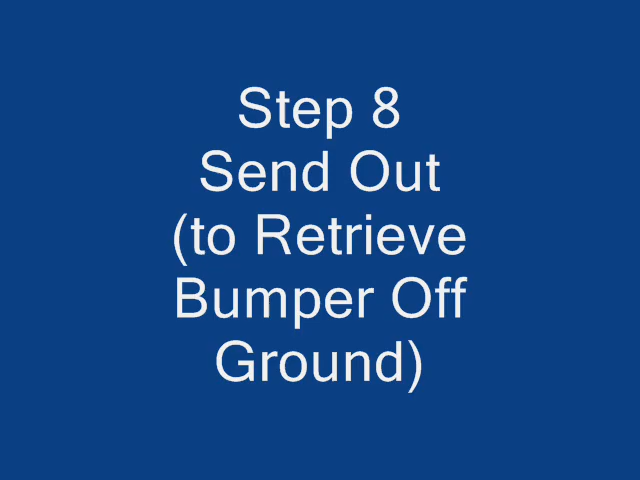 Step 8
Send Out
(to Retrieve
Bumper Off
Ground)